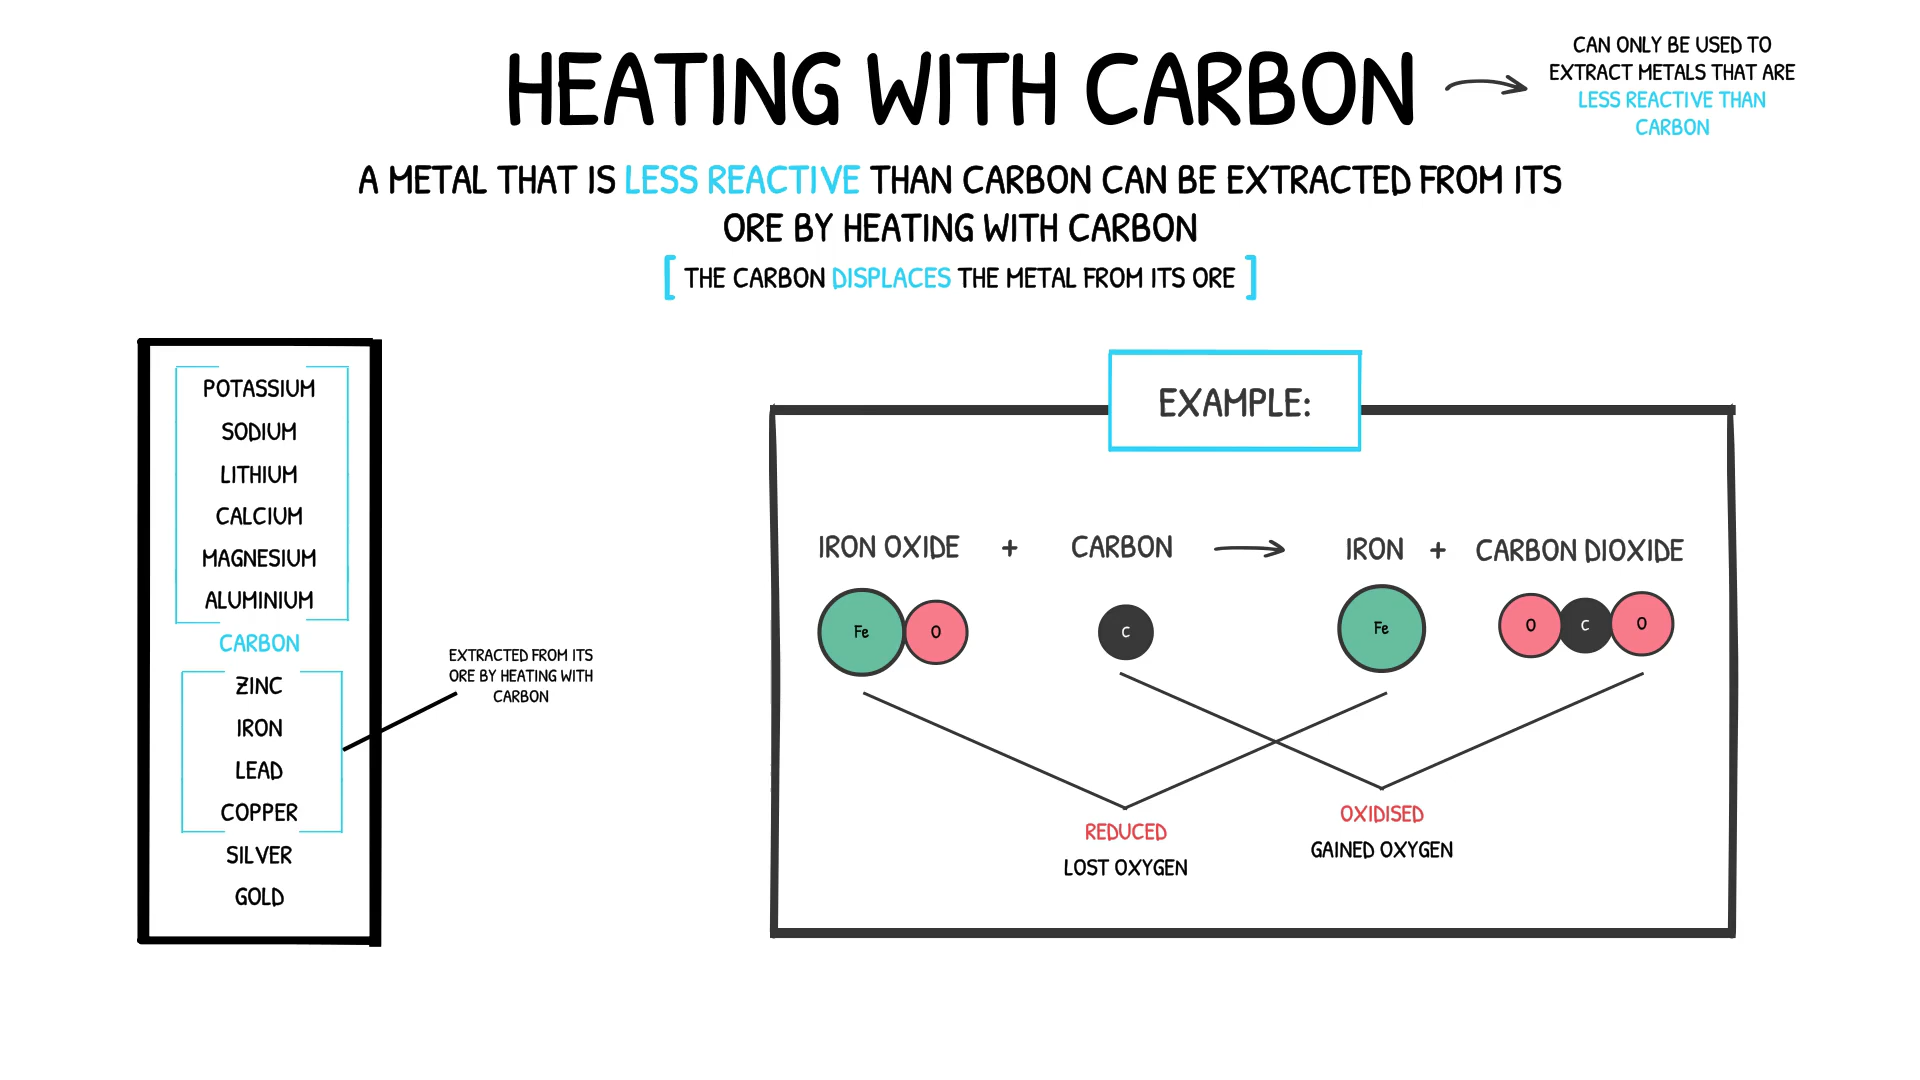 HEATING WITH CARBON
CAN ONLY BE USED TO
EXTRACT METALS THAT ARE
LESS REACTIVE THAN
CARBON
A METAL THAT IS LESS REACTIVE THAN CARBON CAN BE EXTRACTED FROM ITS
ORE BY HEATING WITH CARBON
[ THE CARBON DISPLACES THE METAL FROM ITS ORE ]
POTASSIUM
SODIUM
LITHIUM
CALCIUM
MAGNESIUM
ALUMINIUM
CARBON
ZINC
IRON
LEAD
COPPER
SILVER
GOLD
EXTRACTED FROM ITS
ORE BY HEATING WITH
CARBON
EXAMPLE:
IRON OXIDE + CARBON → IRON + CARBON DIOXIDE
Fe O C Fe O C O
REDUCED
LOST OXYGEN
OXIDISED
GAINED OXYGEN